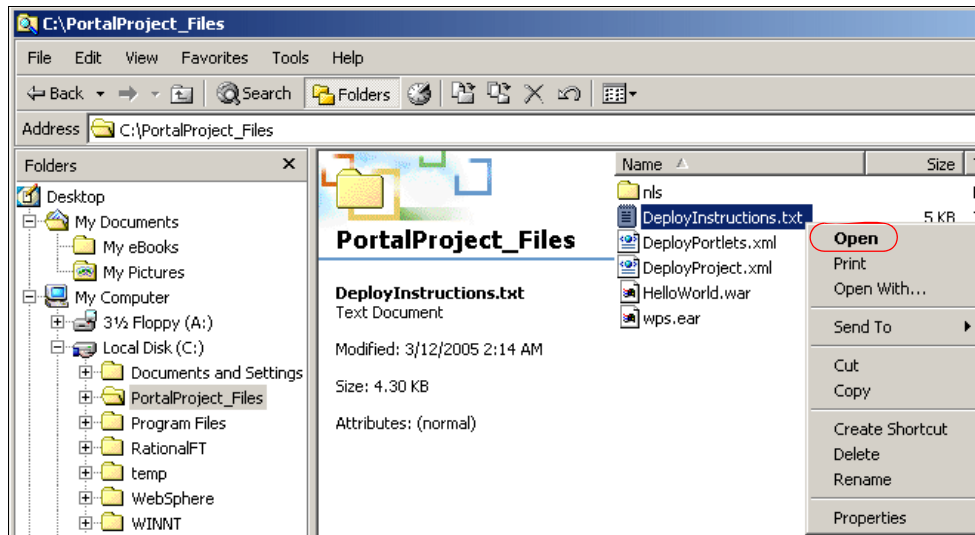 C:\PortalProject_Files
File Edit View Favorites Tools Help
Back Search Folders
Address C:\PortalProject_Files
Folders
Desktop
My Documents
My eBooks
My Pictures
My Computer
3½ Floppy (A:)
Local Disk (C:)
Documents and Settings
PortalProject_Files
Program Files
RationalFT
temp
WebSphere
WINNT
PortalProject_Files
DeployInstructions.txt
Text Document
Modified: 3/12/2005 2:14 AM
Size: 4.30 KB
Attributes: (normal)
Name Size
nls
DeployInstructions.txt 5 KB
DeployPortlets.xml
DeployProject.xml
HelloWorld.war
wps.ear
Open
Print
Open With...
Send To
Cut
Copy
Create Shortcut
Delete
Rename
Properties